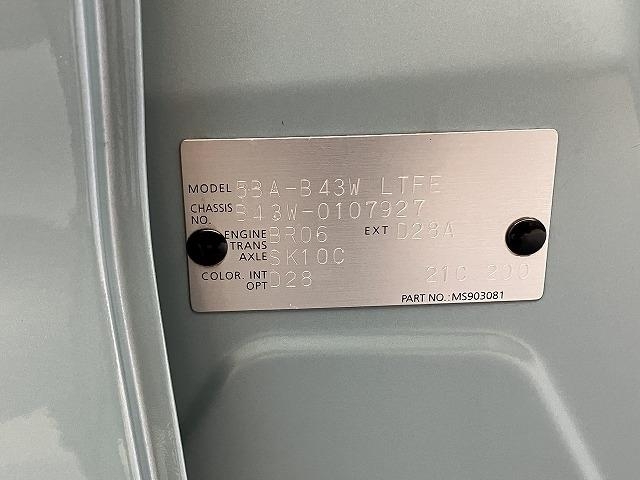 MODEL 5BA-B43W LTFE
CHASSIS NO. B43W-0107927
ENGINE BR06 EXT D28A
TRANS AXLE SK10C
COLOR. INT D28 21C 200
OPT
PART NO.: MS903081